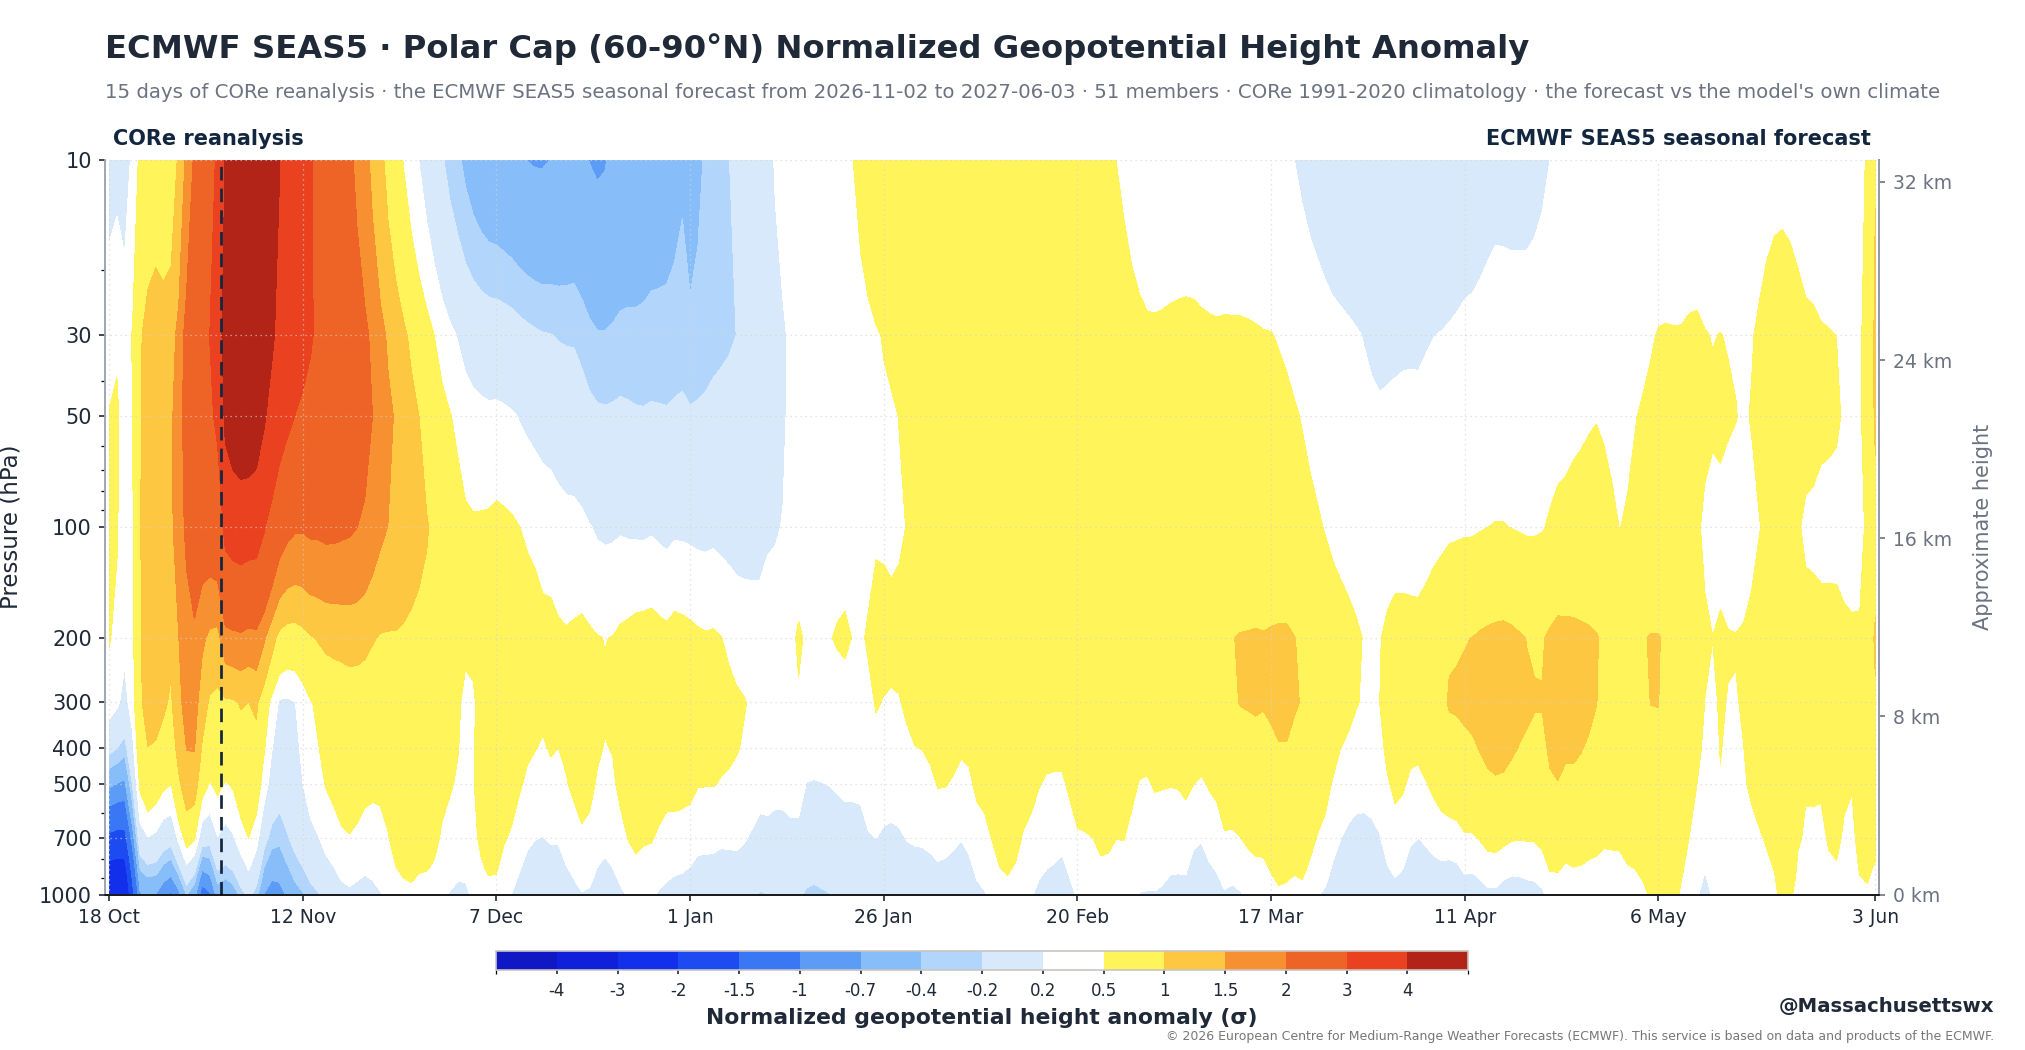 ECMWF SEAS5 · Polar Cap (60-90°N) Normalized Geopotential Height Anomaly
15 days of CORe reanalysis · the ECMWF SEAS5 seasonal forecast from 2026-11-02 to 2027-06-03 · 51 members · CORe 1991-2020 climatology · the forecast vs the model's own climate
CORe reanalysis
ECMWF SEAS5 seasonal forecast
Pressure (hPa)
10
30
50
100
200
300
400
500
700
1000
32 km
24 km
16 km
8 km
0 km
Approximate height
18 Oct 12 Nov 7 Dec 1 Jan 26 Jan 20 Feb 17 Mar 11 Apr 6 May 3 Jun
-4 -3 -2 -1.5 -1 -0.7 -0.4 -0.2 0.2 0.5 1 1.5 2 3 4
Normalized geopotential height anomaly (σ)
@Massachusettswx
© 2026 European Centre for Medium-Range Weather Forecasts (ECMWF). This service is based on data and products of the ECMWF.